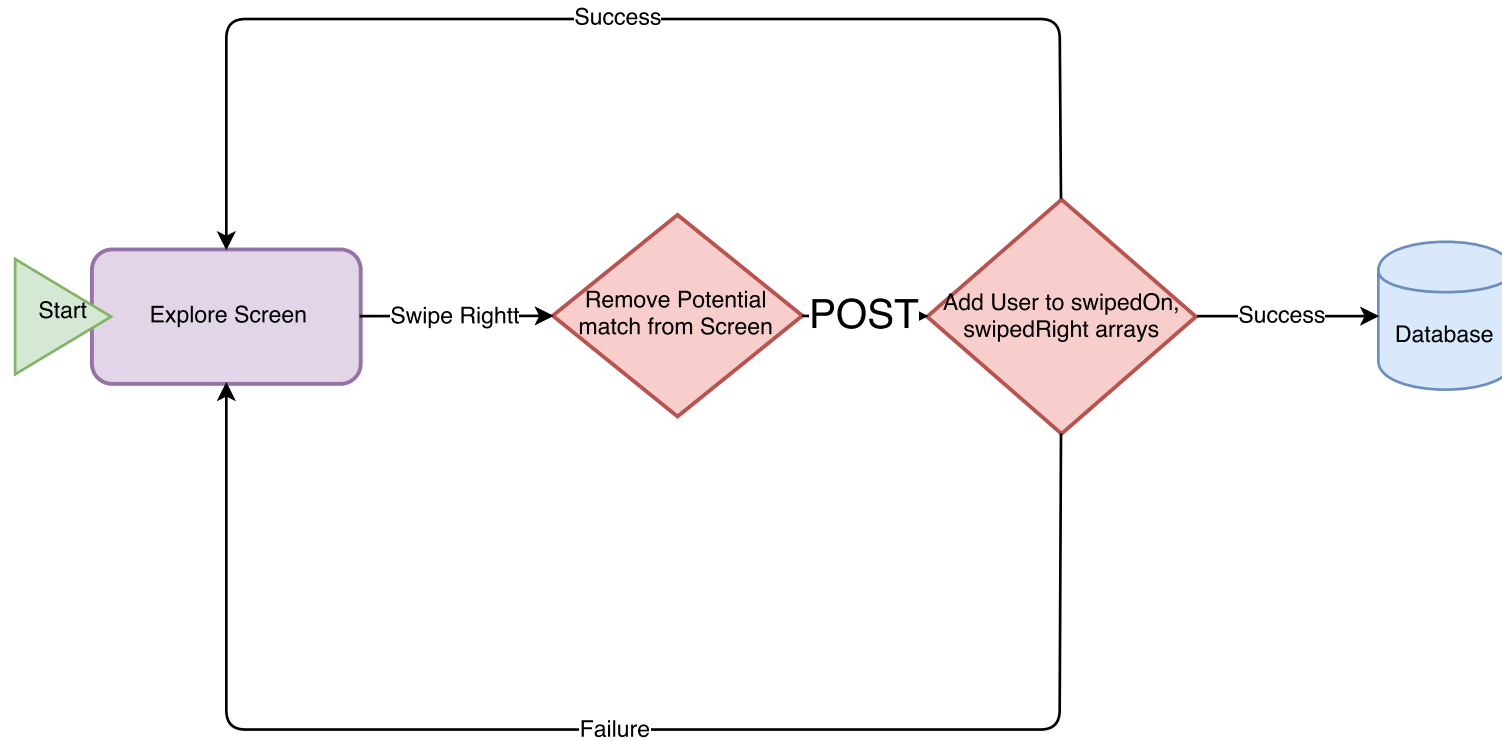 Success
Start
Explore Screen
Swipe Rightt
Remove Potential
match from Screen
POST
Add User to swipedOn,
swipedRight arrays
Success
Database
Failure